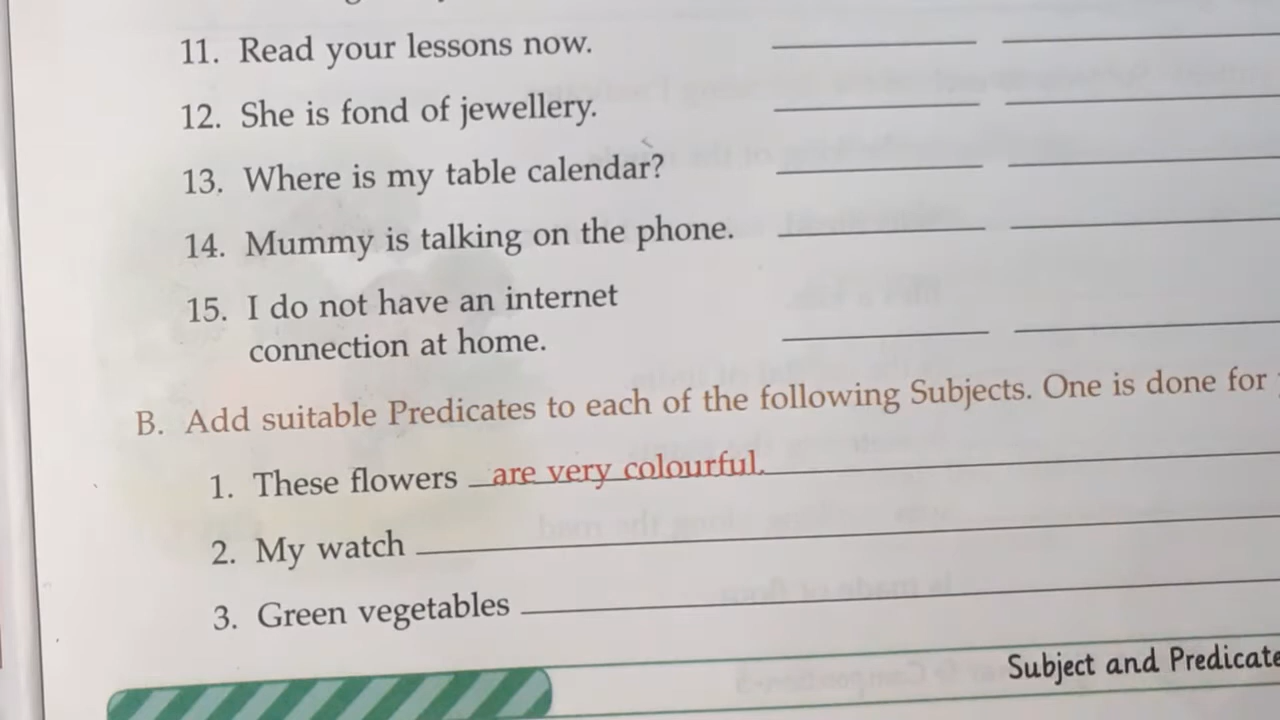 11. Read your lessons now.
12. She is fond of jewellery.
13. Where is my table calendar?
14. Mummy is talking on the phone.
15. I do not have an internet
connection at home.
B. Add suitable Predicates to each of the following Subjects. One is done for
1. These flowers are very colourful.
2. My watch
3. Green vegetables
Subject and Predicate